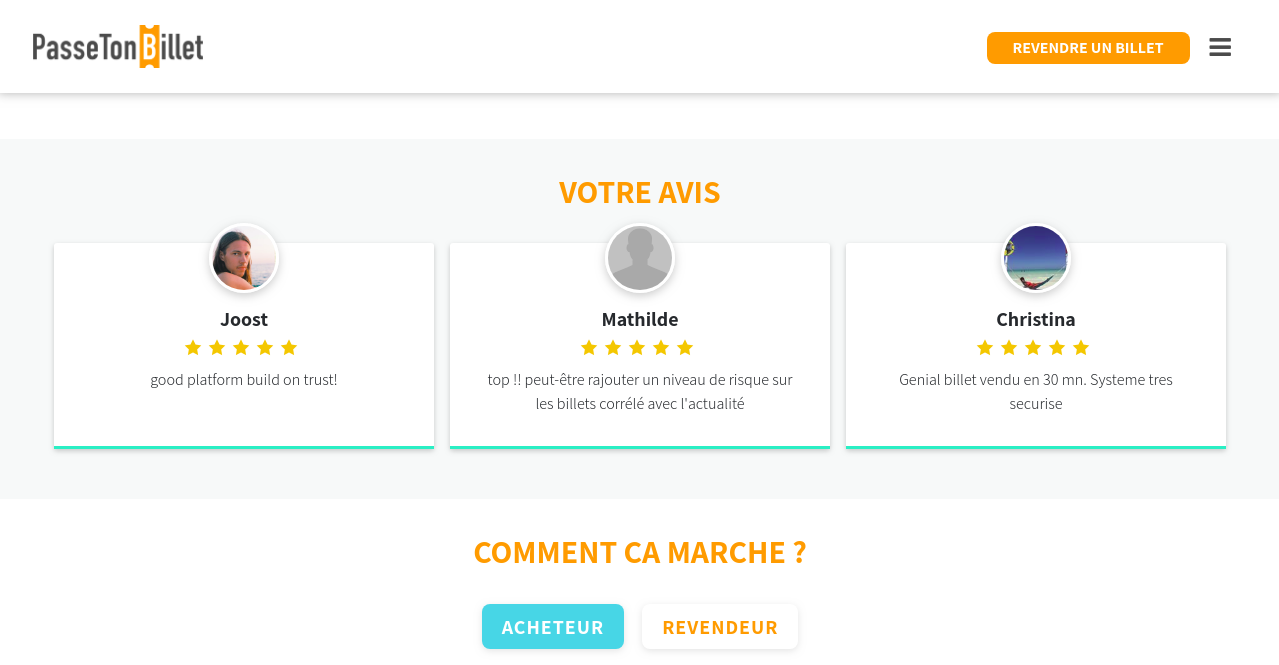 PasseTonBillet
REVENDRE UN BILLET
VOTRE AVIS
Joost
good platform build on trust!
Mathilde
top !! peut-être rajouter un niveau de risque sur
les billets corrélé avec l'actualité
Christina
Genial billet vendu en 30 mn. Systeme tres
securise
COMMENT CA MARCHE ?
ACHETEUR
REVENDEUR